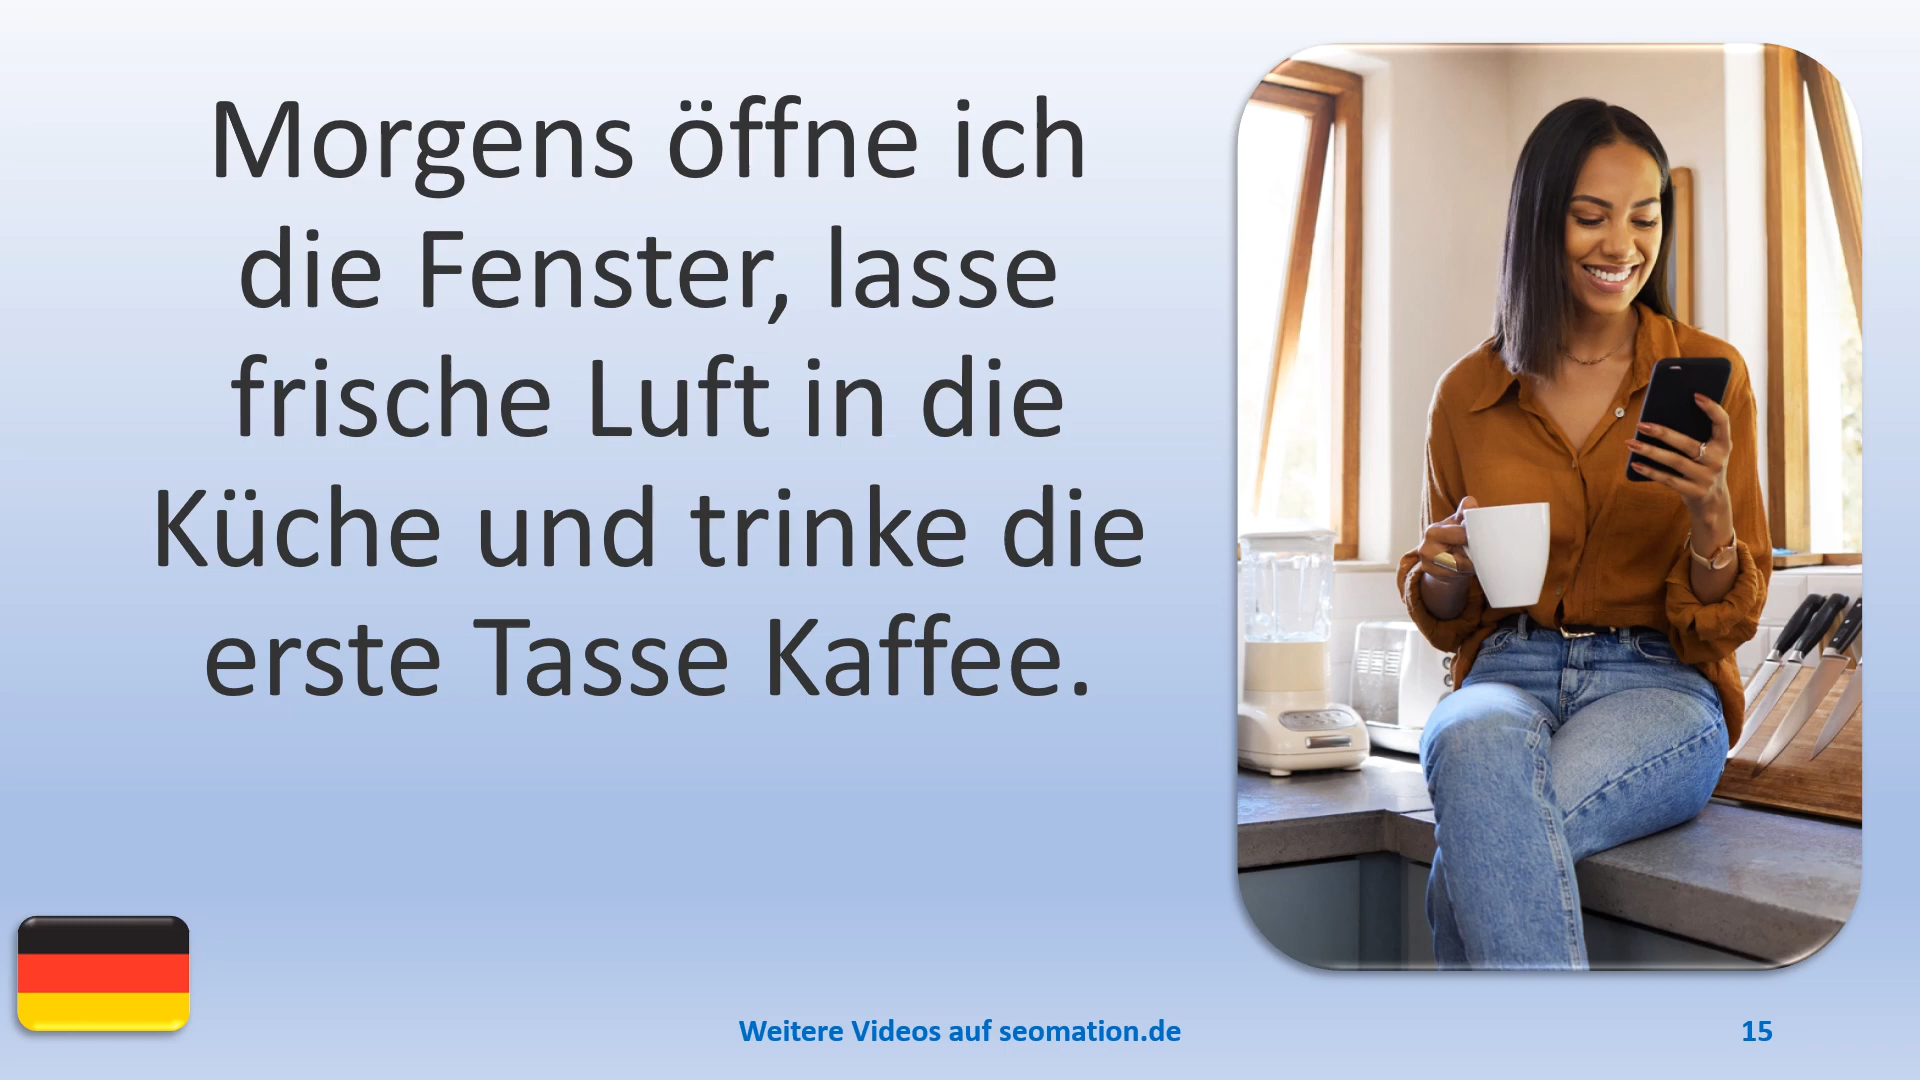 Morgens öffne ich
die Fenster, lasse
frische Luft in die
Küche und trinke die
erste Tasse Kaffee.
Weitere Videos auf seomation.de
15